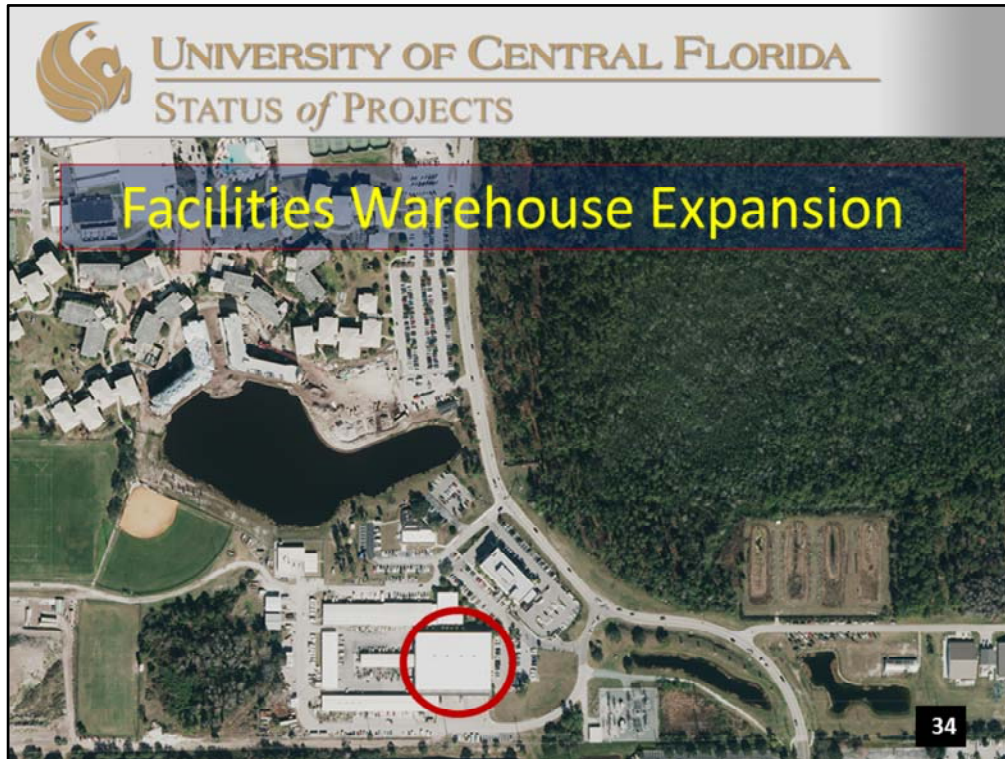 UNIVERSITY OF CENTRAL FLORIDA
STATUS of PROJECTS
Facilities Warehouse Expansion
34